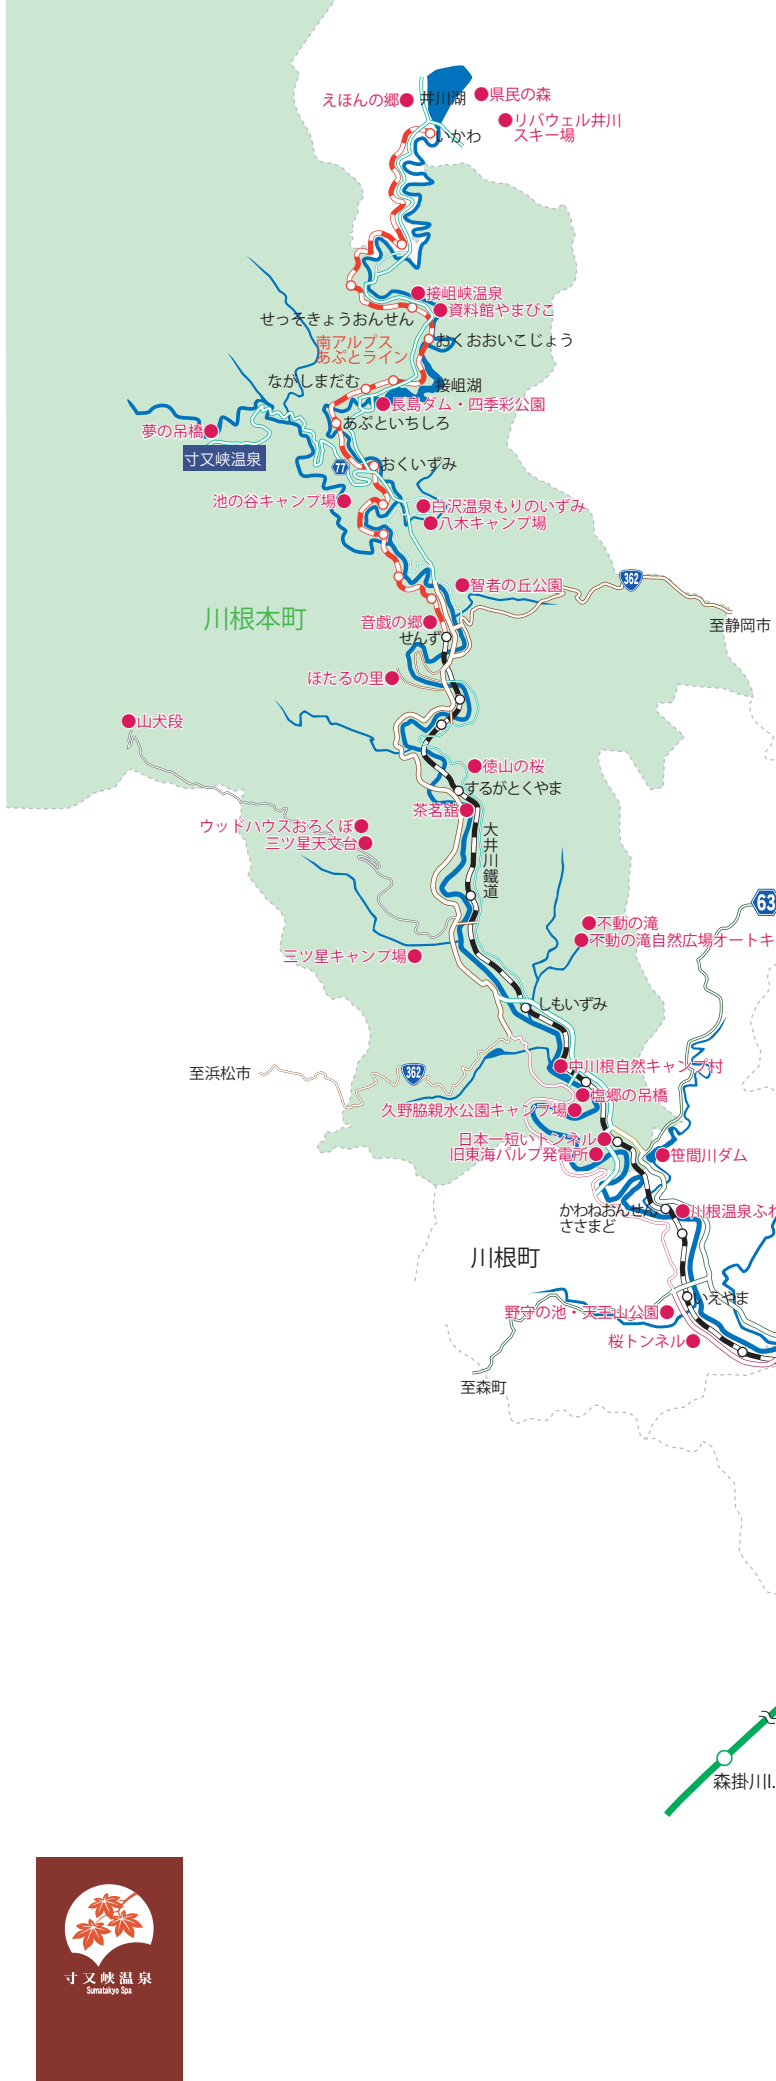 えほんの郷
井川湖
県民の森
リバウェル井川
スキー場
いかわ
接岨峡温泉
資料館やまびこ
せっそきょうおんせん
南アルプス
あぷとライン
おくおおいこじょう
ながしまだむ
接岨湖
長島ダム・四季彩公園
あぷといちしろ
夢の吊橋
寸又峡温泉
77
おくいずみ
池の谷キャンプ場
白沢温泉もりのいずみ
八木キャンプ場
智者の丘公園
362
川根本町
音戯の郷
至静岡市
せんず
ほたるの里
山犬段
徳山の桜
するがとくやま
茶茗舘
ウッドハウスおろくぼ
三ツ星天文台
大井川鐵道
63
不動の滝
不動の滝自然広場オートキ
三ツ星キャンプ場
しもいずみ
至浜松市
362
中川根自然キャンプ村
塩郷の吊橋
久野脇親水公園キャンプ場
日本一短いトンネル
旧東海パルプ発電所
笹間川ダム
かわねおんせん
ささまど
川根温泉ふれ
川根町
いえやま
野守の池・天王山公園
桜トンネル
至森町
森掛川I.
寸又峡温泉
Sumatakyo Spa